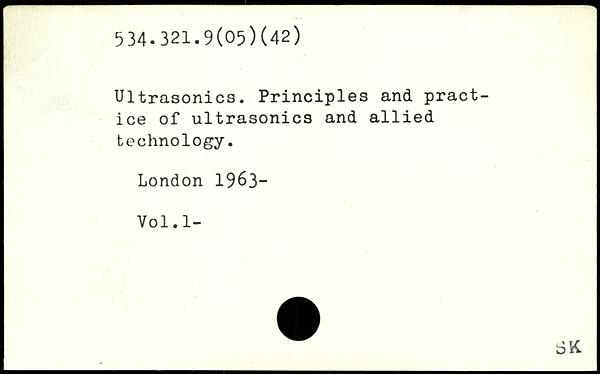 534.321.9(05)(42)
Ultrasonics. Principles and pract-
ice of ultrasonics and allied
technology.
London 1963-
Vol.1-
SK